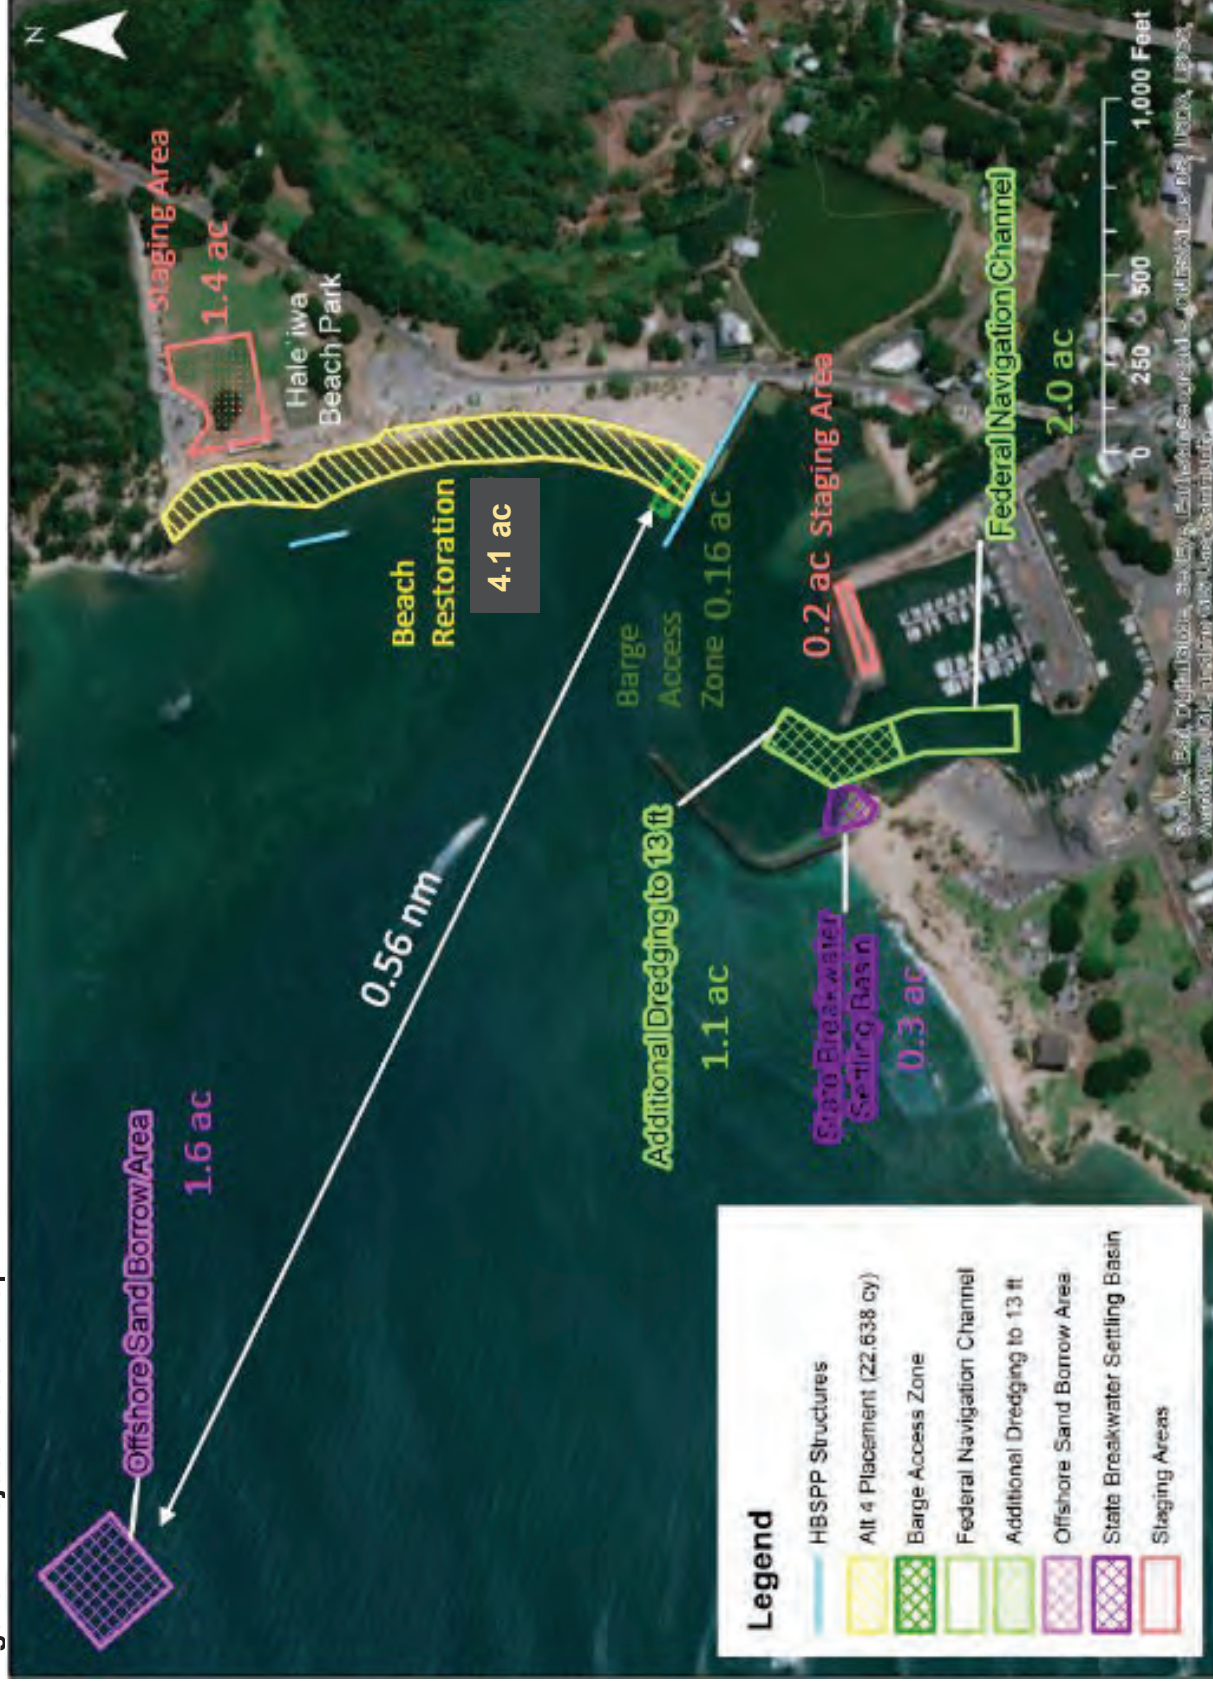 N
Staging Area
1.4 ac
Haleʻiwa
Beach Park
Offshore Sand Borrow Area
1.6 ac
0.56 nm
Beach
Restoration
4.1 ac
Barge
Access
Zone 0.16 ac
Additional Dredging to 13 ft
1.1 ac
0.2 ac Staging Area
State Breakwater
Settling Basin
0.3 ac
Federal Navigation Channel
2.0 ac
Legend
HBSPP Structures
Alt 4 Placement (22,638 cy)
Barge Access Zone
Federal Navigation Channel
Additional Dredging to 13 ft
Offshore Sand Borrow Area
State Breakwater Settling Basin
Staging Areas
0 250 500 1,000 Feet